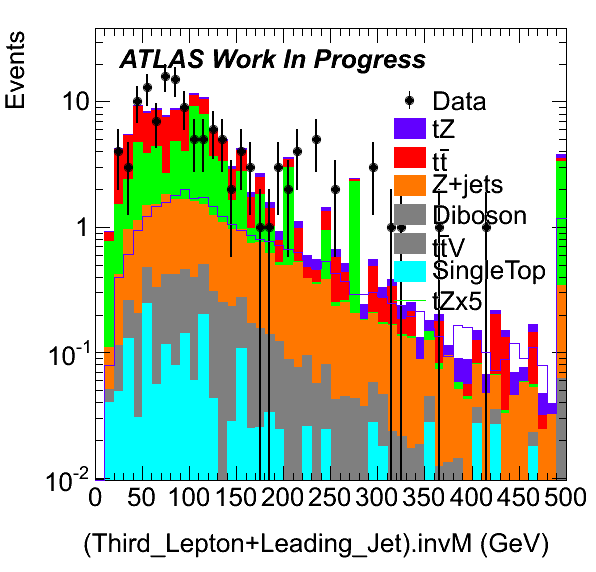 Events
ATLAS Work In Progress
Data
tZ
tt̄
Z+jets
Diboson
tt̄V
SingleTop
tZx5
10
1
10⁻¹
10⁻²
0 50 100 150 200 250 300 350 400 450 500
(Third_Lepton+Leading_Jet).invM (GeV)